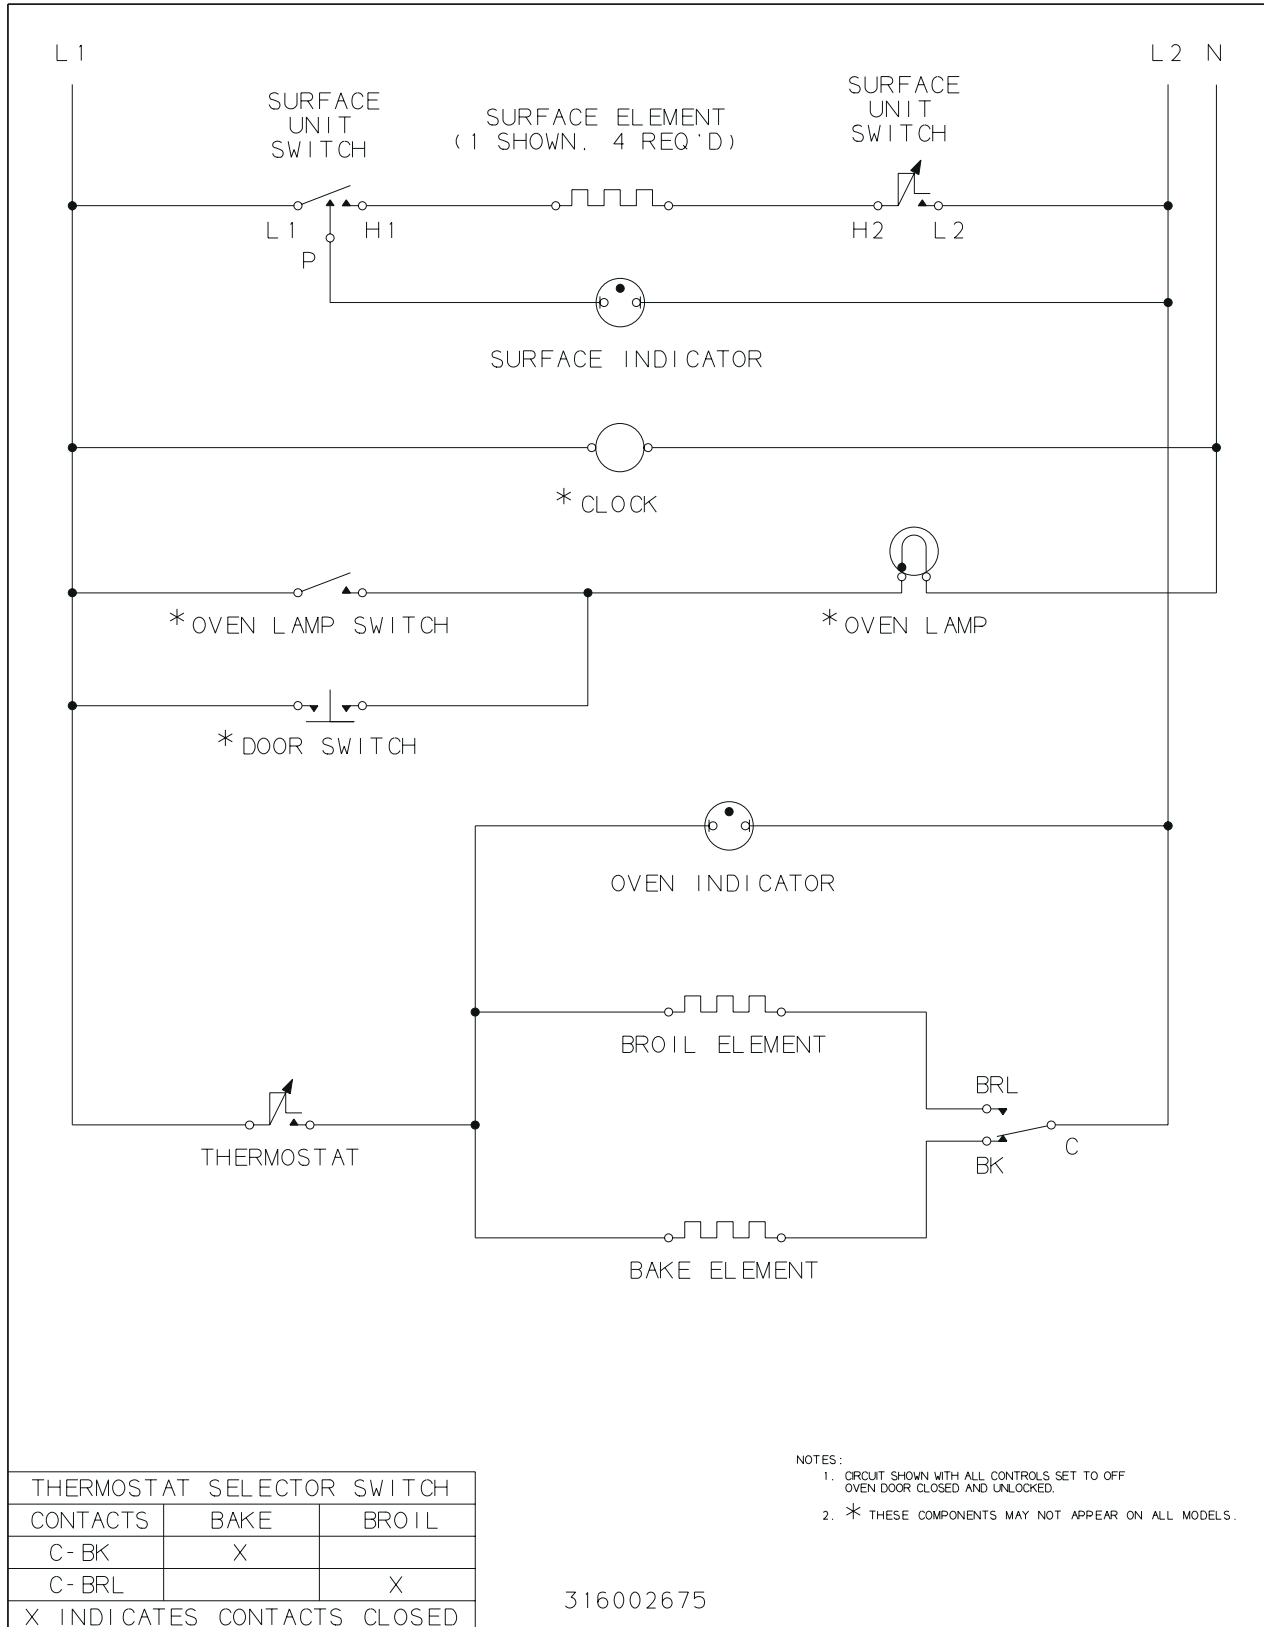 L1
L2 N
SURFACE
UNIT
SWITCH
SURFACE ELEMENT
(1 SHOWN. 4 REQ'D)
SURFACE
UNIT
SWITCH
L1
H1
H2
L2
P
SURFACE INDICATOR
* CLOCK
* OVEN LAMP SWITCH
* OVEN LAMP
* DOOR SWITCH
OVEN INDICATOR
BROIL ELEMENT
BRL
THERMOSTAT
C
BK
BAKE ELEMENT
NOTES:
1. CIRCUIT SHOWN WITH ALL CONTROLS SET TO OFF
OVEN DOOR CLOSED AND UNLOCKED.
2. * THESE COMPONENTS MAY NOT APPEAR ON ALL MODELS.
THERMOSTAT SELECTOR SWITCH
CONTACTS BAKE BROIL
C-BK X
C-BRL X
X INDICATES CONTACTS CLOSED
316002675